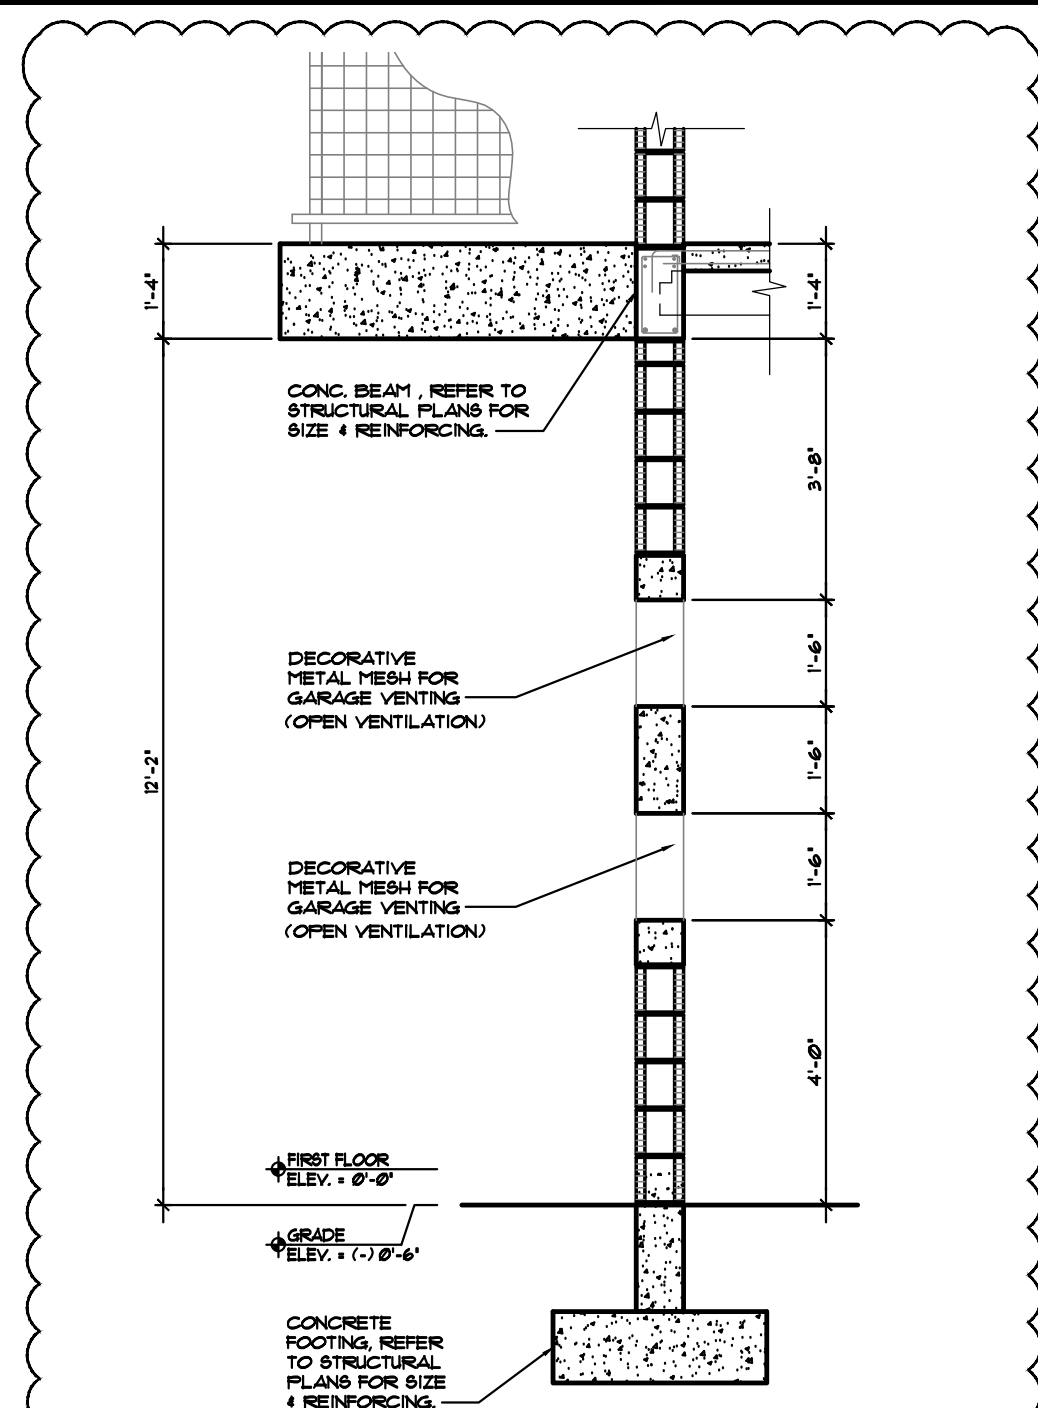 1'-4"
1'-4"
CONC. BEAM , REFER TO
STRUCTURAL PLANS FOR
SIZE & REINFORCING.
3'-8"
DECORATIVE
METAL MESH FOR
GARAGE VENTING
(OPEN VENTILATION)
1'-6"
12'-2"
1'-6"
DECORATIVE
METAL MESH FOR
GARAGE VENTING
(OPEN VENTILATION)
1'-6"
4'-0"
FIRST FLOOR
ELEV. = 0'-0"
GRADE
ELEV. = (-) 0'-6"
CONCRETE
FOOTING, REFER
TO STRUCTURAL
PLANS FOR SIZE
& REINFORCING.